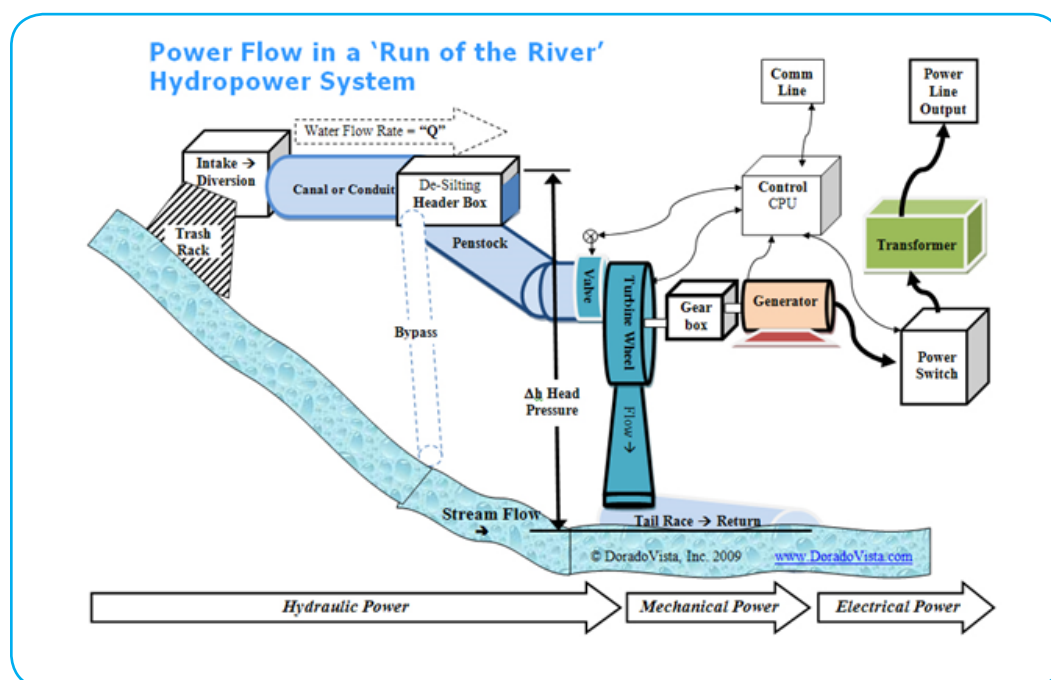 Power Flow in a ‘Run of the River’
Hydropower System
Comm
Line
Power
Line
Output
Water Flow Rate = “Q”
Intake →
Diversion
Canal or Conduit
De-Silting
Header Box
Control
CPU
Trash
Rack
Penstock
Transformer
Valve
Turbine Wheel
Gear
box
Generator
Bypass
Power
Switch
Δh Head
Pressure
Flow →
Stream Flow
→
Tail Race → Return
© DoradoVista, Inc. 2009
www.DoradoVista.com
Hydraulic Power
Mechanical Power
Electrical Power